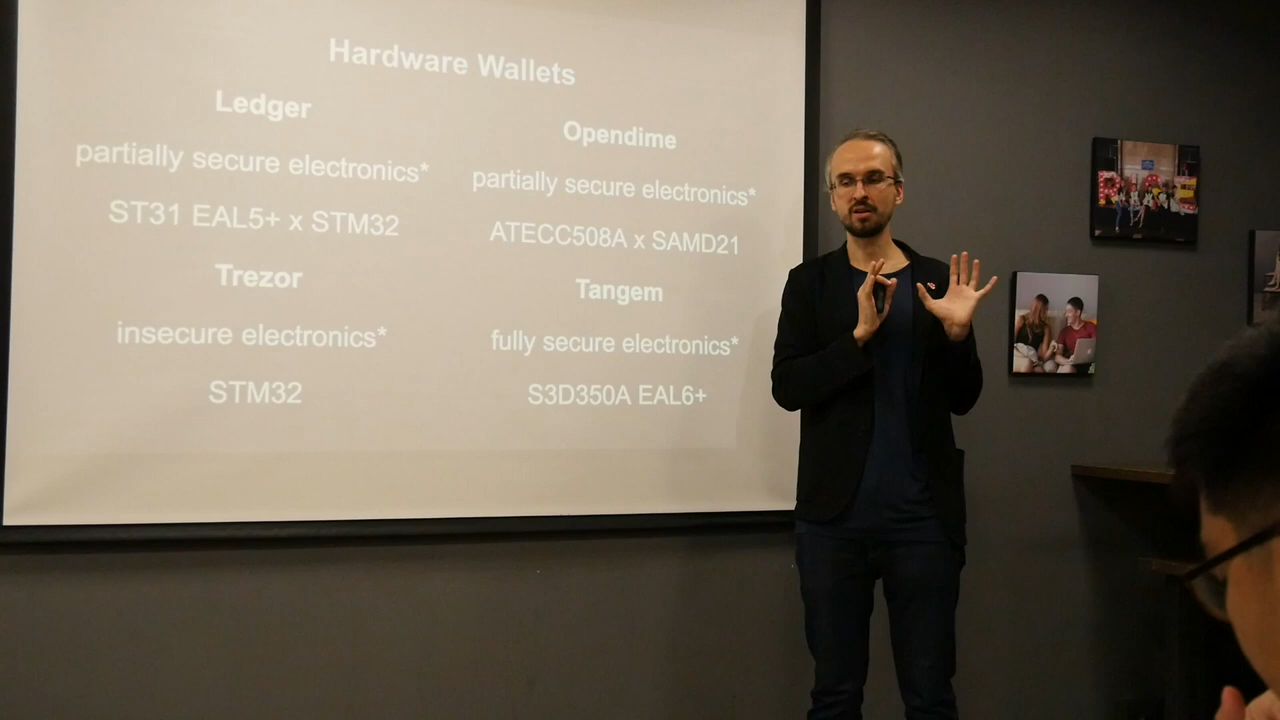 Hardware Wallets
Ledger
partially secure electronics*
ST31 EAL5+ x STM32
Trezor
insecure electronics*
STM32
Opendime
partially secure electronics*
ATECC508A x SAMD21
Tangem
fully secure electronics*
S3D350A EAL6+